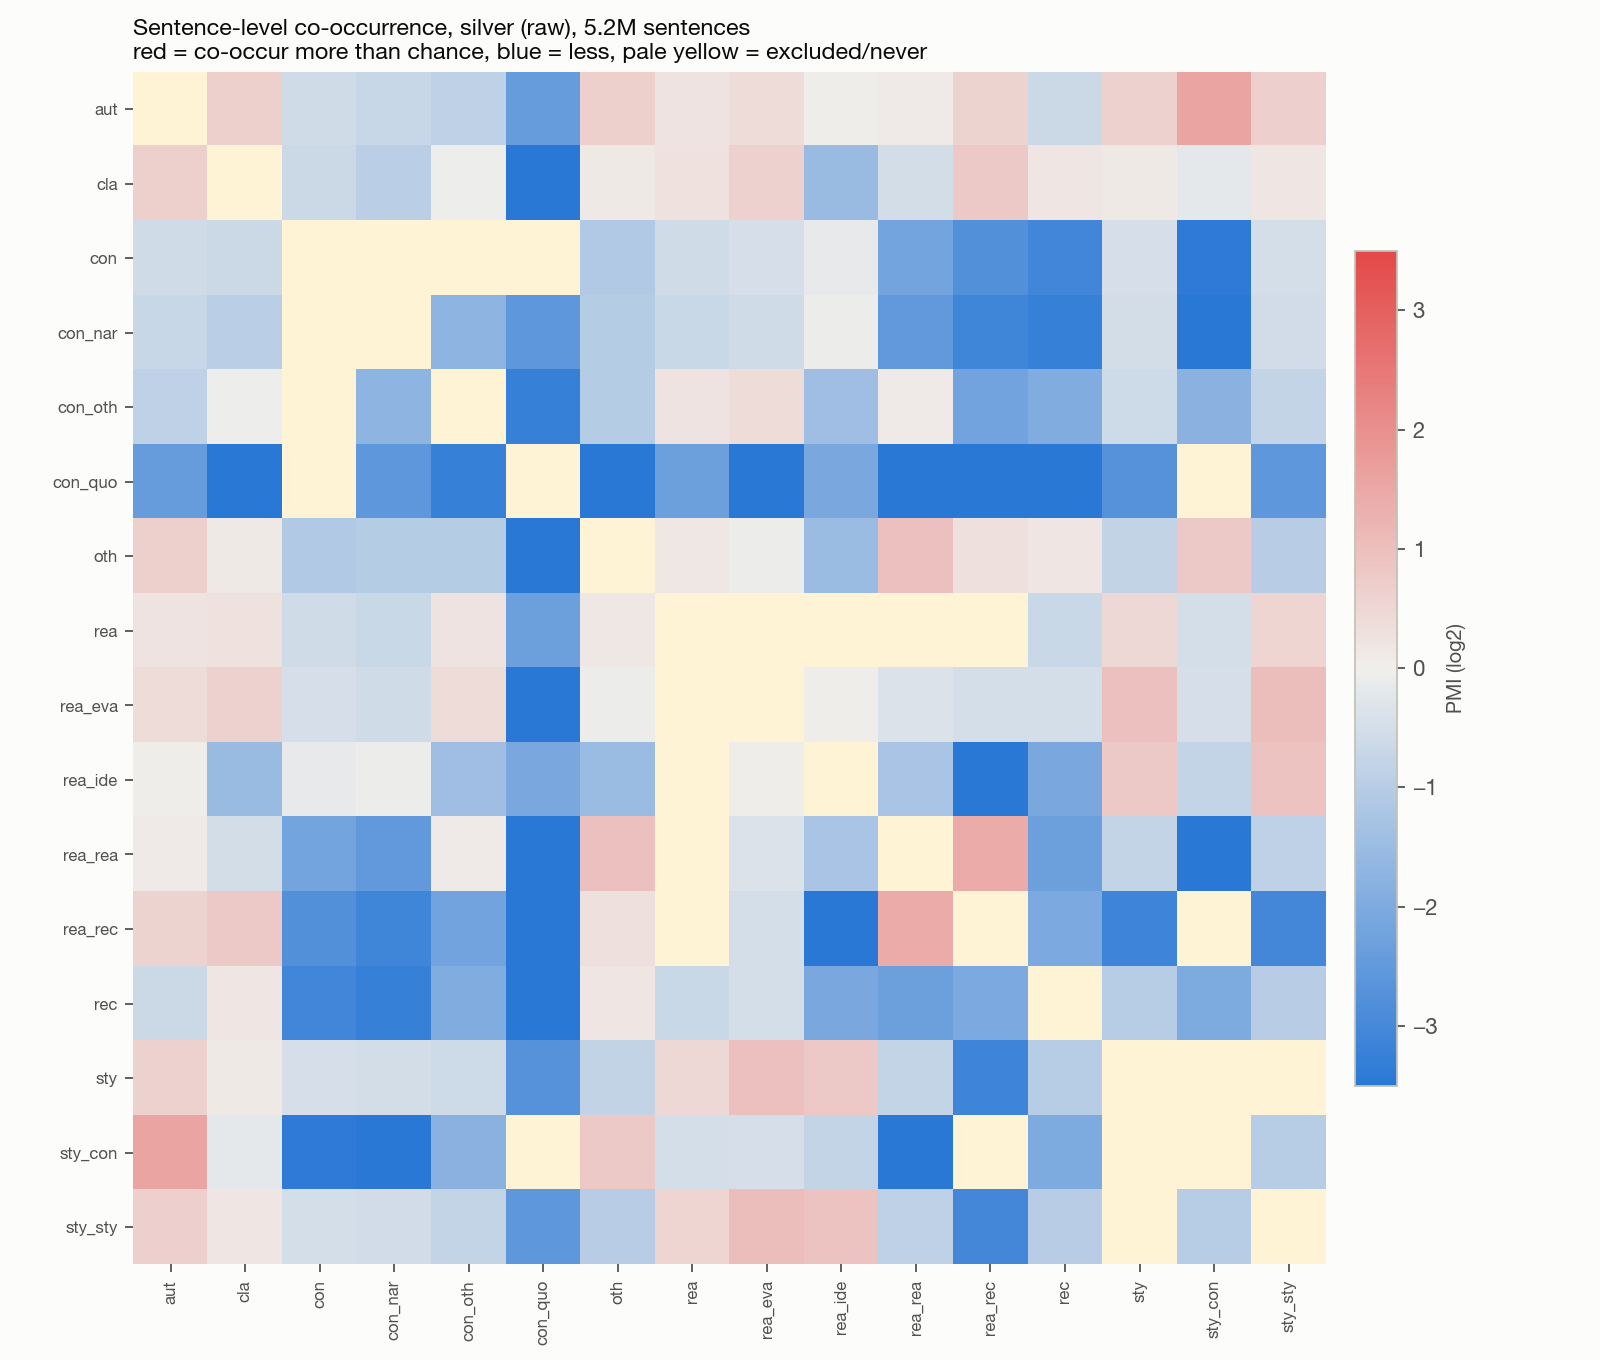 Sentence-level co-occurrence, silver (raw), 5.2M sentences
red = co-occur more than chance, blue = less, pale yellow = excluded/never
aut
cla
con
con_nar
con_oth
con_quo
oth
rea
rea_eva
rea_ide
rea_rea
rea_rec
rec
sty
sty_con
sty_sty
aut
cla
con
con_nar
con_oth
con_quo
oth
rea
rea_eva
rea_ide
rea_rea
rea_rec
rec
sty
sty_con
sty_sty
3
2
1
0
−1
−2
−3
PMI (log2)